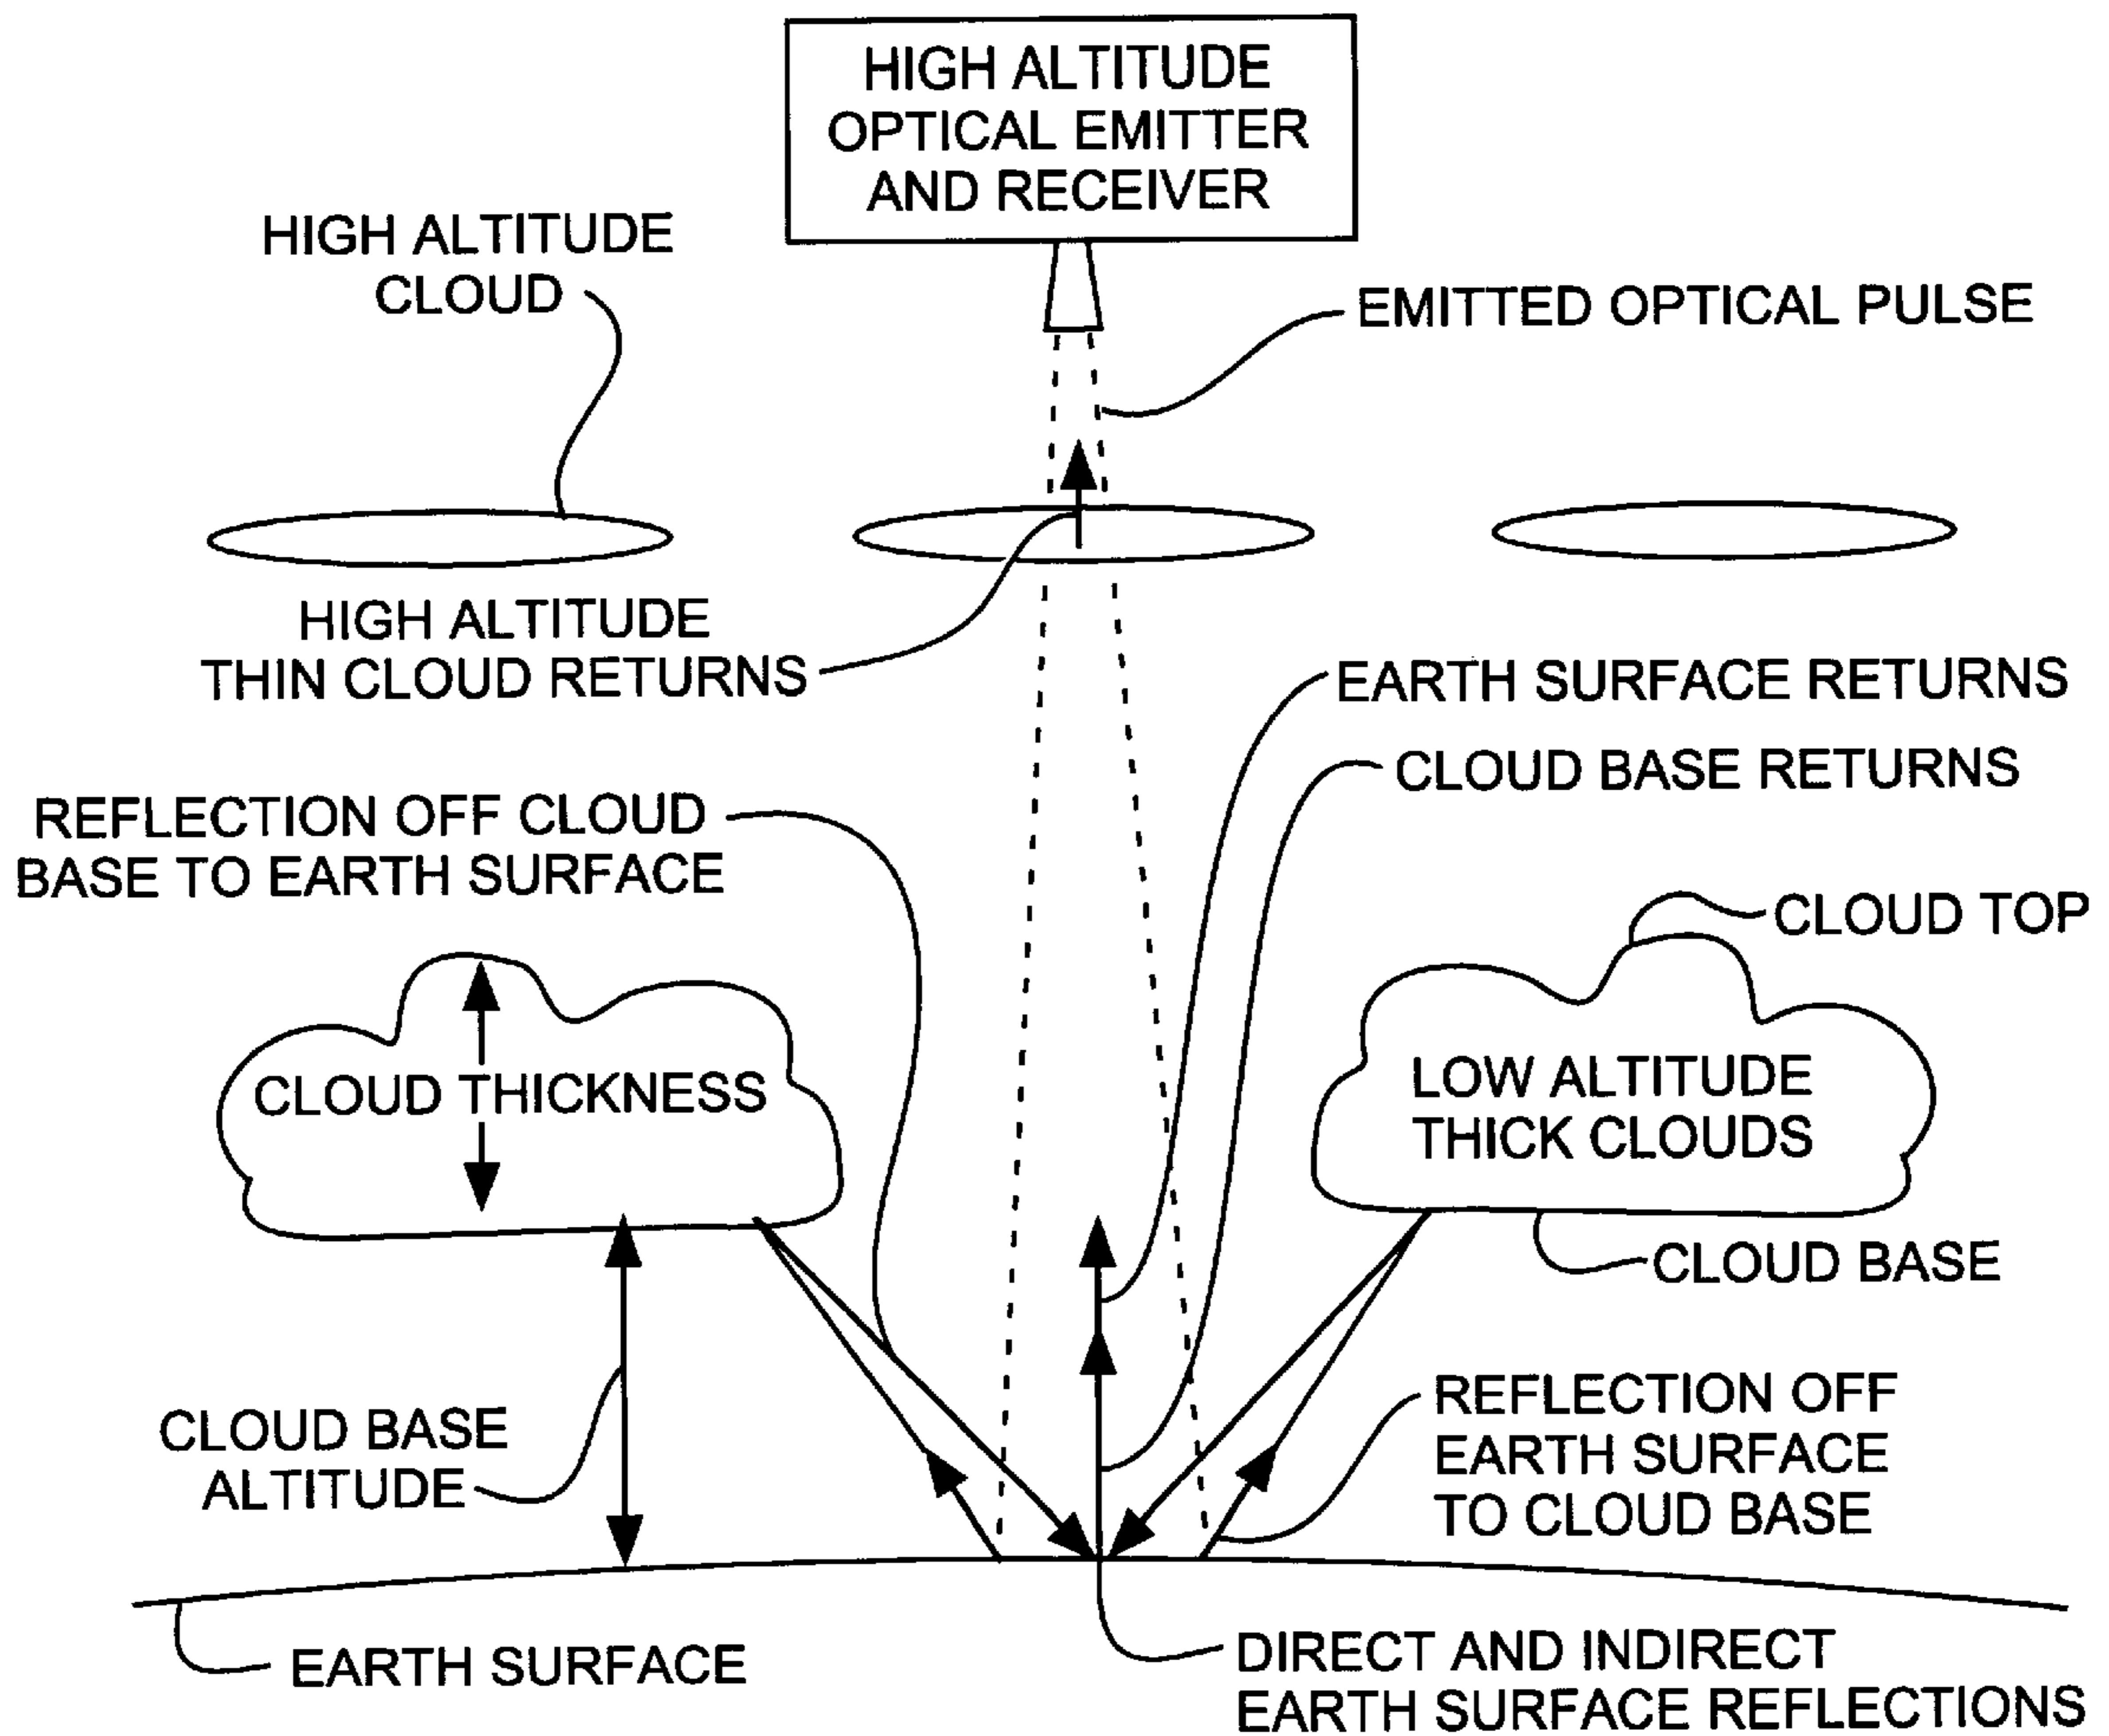 HIGH ALTITUDE
OPTICAL EMITTER
AND RECEIVER
HIGH ALTITUDE
CLOUD
EMITTED OPTICAL PULSE
HIGH ALTITUDE
THIN CLOUD RETURNS
EARTH SURFACE RETURNS
CLOUD BASE RETURNS
REFLECTION OFF CLOUD
BASE TO EARTH SURFACE
CLOUD TOP
CLOUD THICKNESS
LOW ALTITUDE
THICK CLOUDS
CLOUD BASE
CLOUD BASE
ALTITUDE
REFLECTION OFF
EARTH SURFACE
TO CLOUD BASE
EARTH SURFACE
DIRECT AND INDIRECT
EARTH SURFACE REFLECTIONS